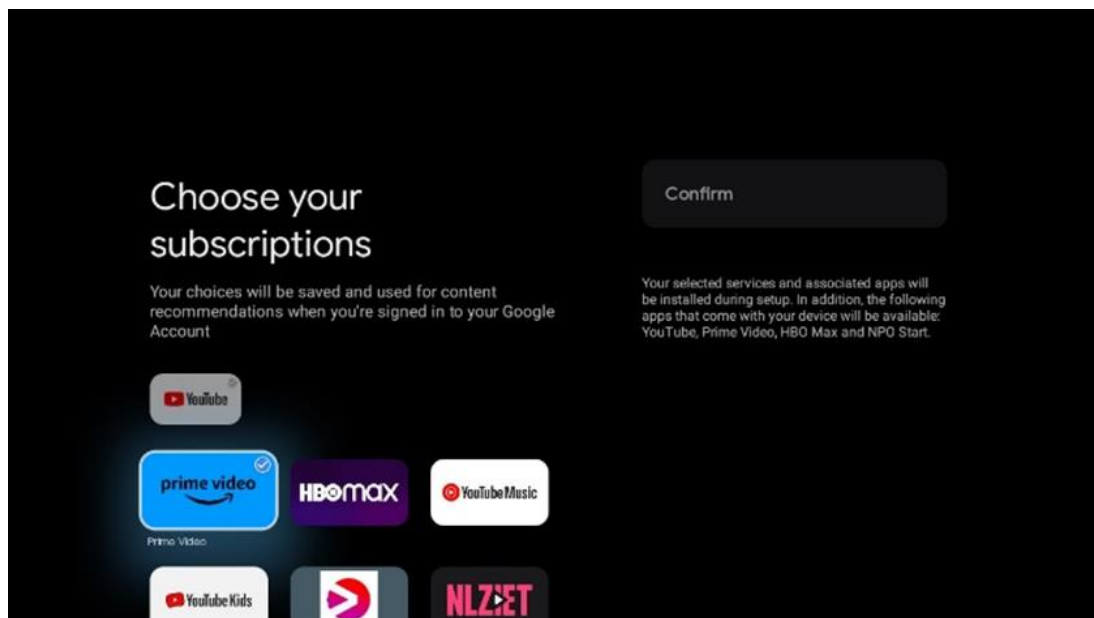 Choose your
subscriptions
Your choices will be saved and used for content
recommendations when you're signed in to your Google
Account
YouTube
prime video
HBOmax
YouTube Music
Prime Video
YouTube Kids
NLZIET
Confirm
Your selected services and associated apps will
be installed during setup. In addition, the following
apps that come with your device will be available:
YouTube, Prime Video, HBO Max and NPO Start.